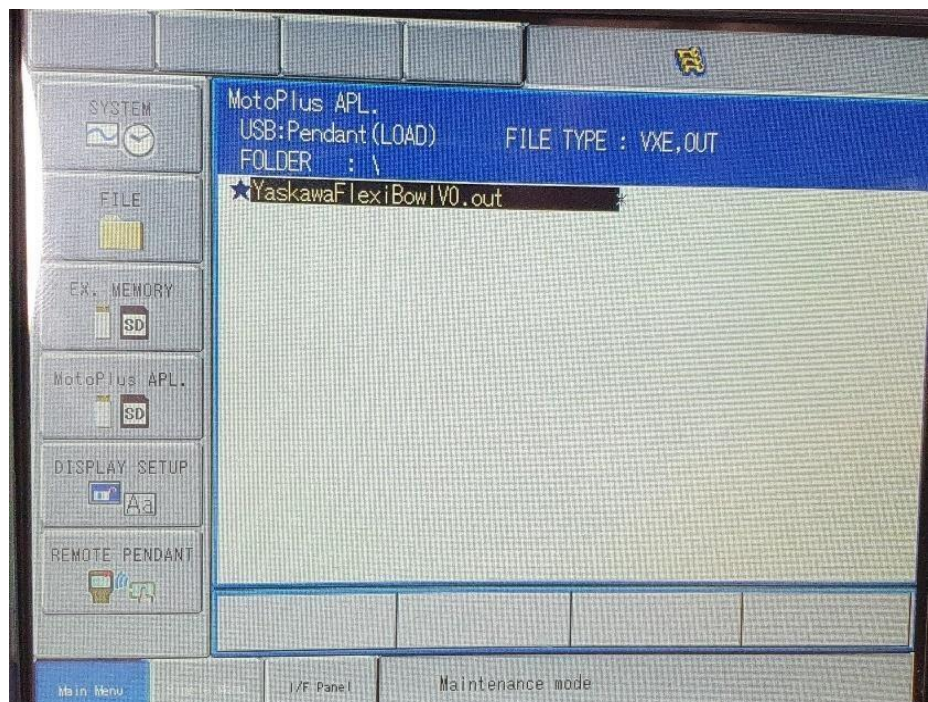 MotoPlus APL.
USB:Pendant(LOAD) FILE TYPE : VXE,OUT
FOLDER : \
★YaskawaFlexiBowlV0.out *
SYSTEM
FILE
EX. MEMORY
SD
MotoPlus APL.
SD
DISPLAY SETUP
Aa
REMOTE PENDANT
Main Menu I/F Panel Maintenance mode